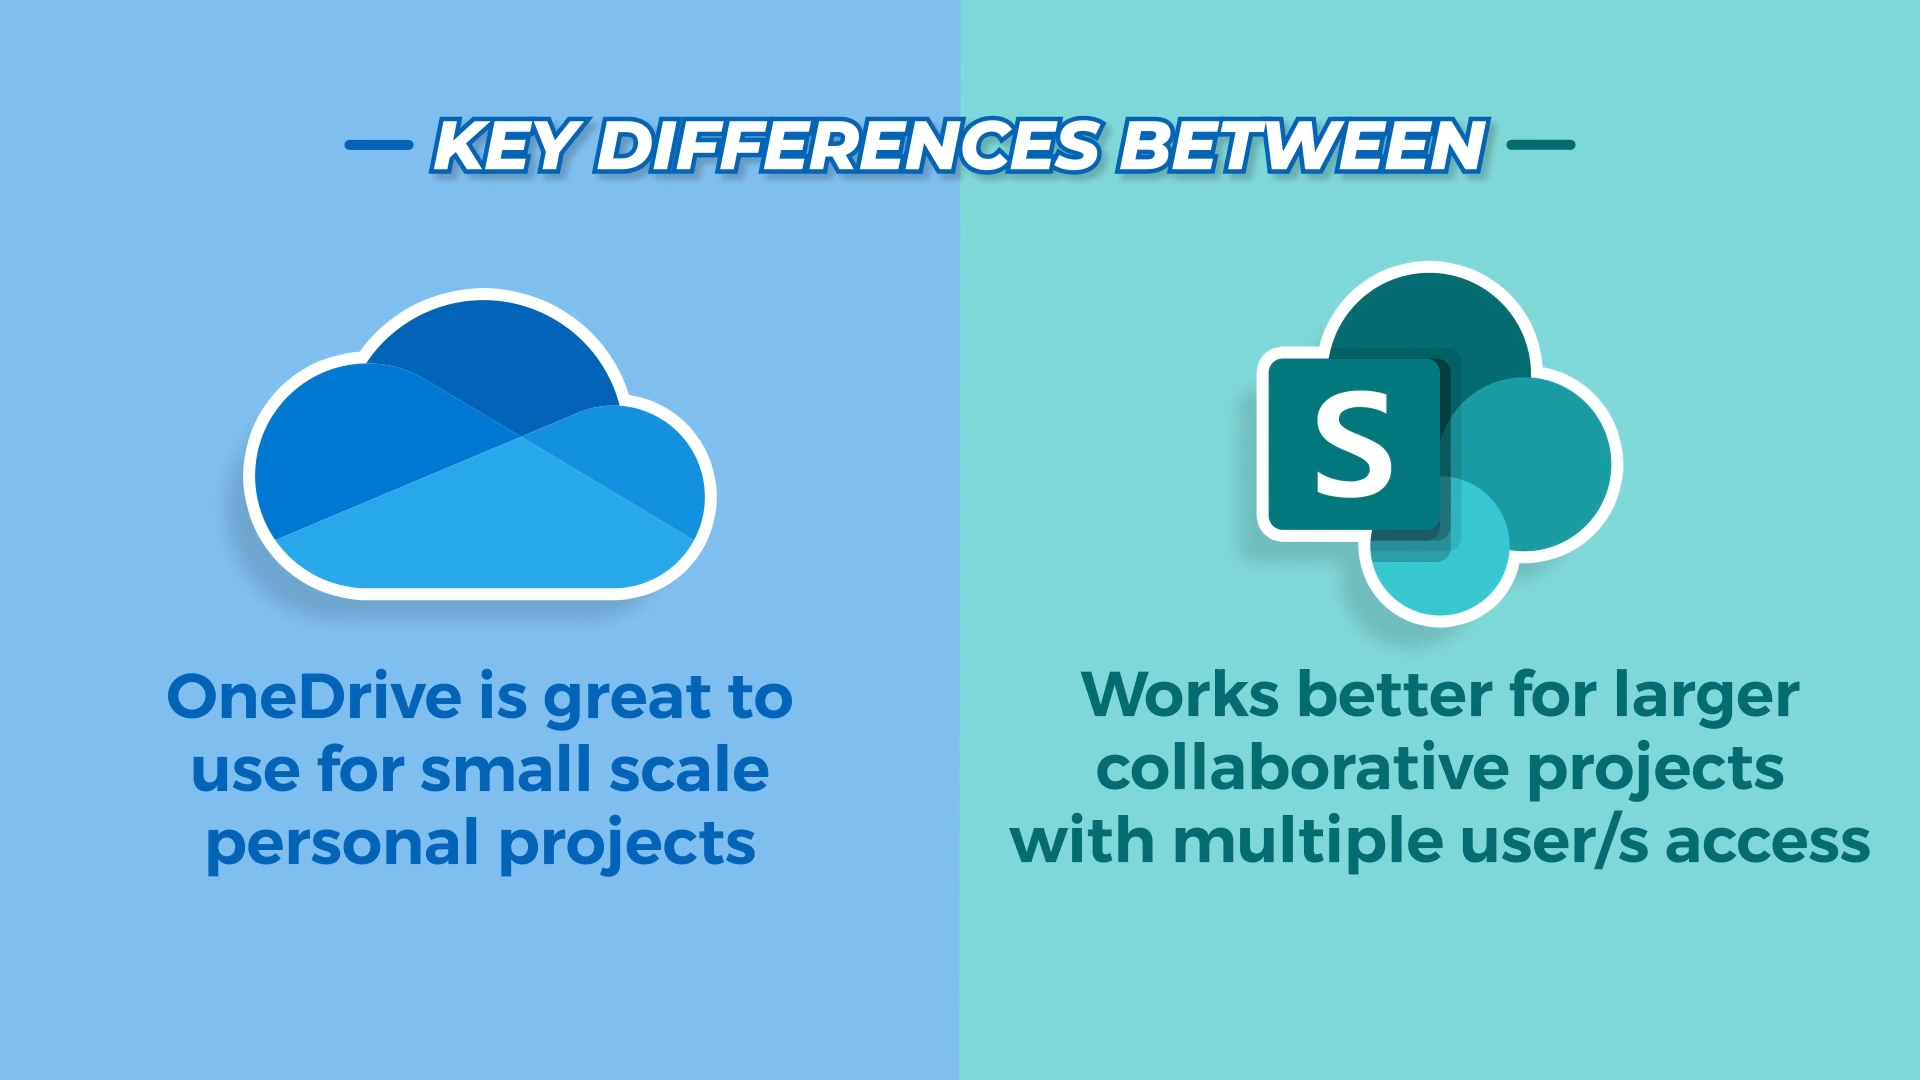 KEY DIFFERENCES BETWEEN
S
OneDrive is great to
use for small scale
personal projects
Works better for larger
collaborative projects
with multiple user/s access